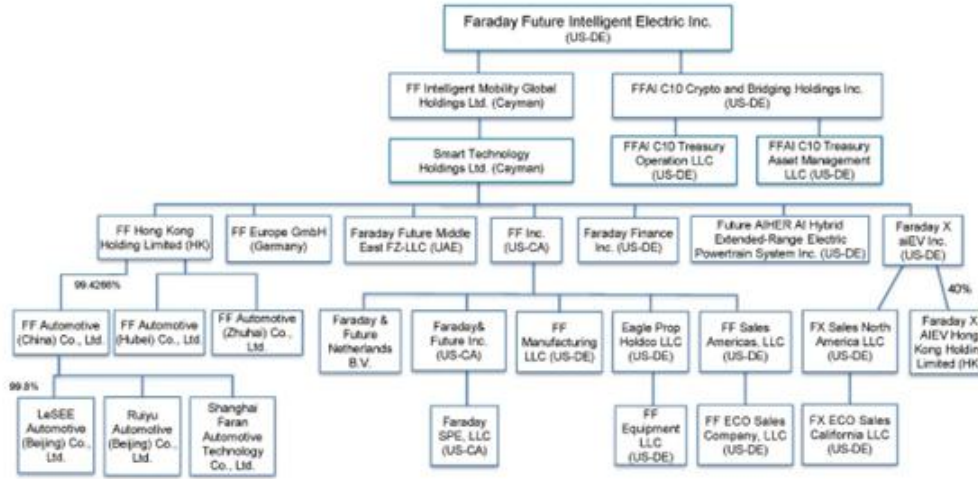 Faraday Future Intelligent Electric Inc.
(US-DE)
FF Intelligent Mobility Global
Holdings Ltd. (Cayman)
FFAI C10 Crypto and Bridging Holdings Inc.
(US-DE)
Smart Technology
Holdings Ltd. (Cayman)
FFAI C10 Treasury
Operation LLC
(US-DE)
FFAI C10 Treasury
Asset Management
LLC (US-DE)
FF Hong Kong
Holding Limited (HK)
FF Europe GmbH
(Germany)
Faraday Future Middle
East FZ-LLC (UAE)
FF Inc.
(US-CA)
Faraday Finance
Inc. (US-DE)
Future AIHER AI Hybrid
Extended-Range Electric
Powertrain System Inc. (US-DE)
Faraday X
aiEV Inc.
(US-DE)
99.4266%
40%
FF Automotive
(China) Co., Ltd.
FF Automotive
(Hubei) Co., Ltd.
FF Automotive
(Zhuhai) Co.,
Ltd.
Faraday &
Future
Netherlands
B.V.
Faraday&
Future Inc.
(US-CA)
FF
Manufacturing
LLC (US-DE)
Eagle Prop
Holdco LLC
(US-DE)
FF Sales
Americas, LLC
(US-DE)
FX Sales North
America LLC
(US-DE)
Faraday X
AIEV Hong
Kong Holding
Limited (HK)
99.8%
LeSEE
Automotive
(Beijing) Co.,
Ltd.
Ruiyu
Automotive
(Beijing) Co.,
Ltd.
Shanghai
Faran
Automotive
Technology
Co., Ltd.
Faraday
SPE, LLC
(US-CA)
FF
Equipment
LLC
(US-DE)
FF ECO Sales
Company, LLC
(US-DE)
FX ECO Sales
California LLC
(US-DE)